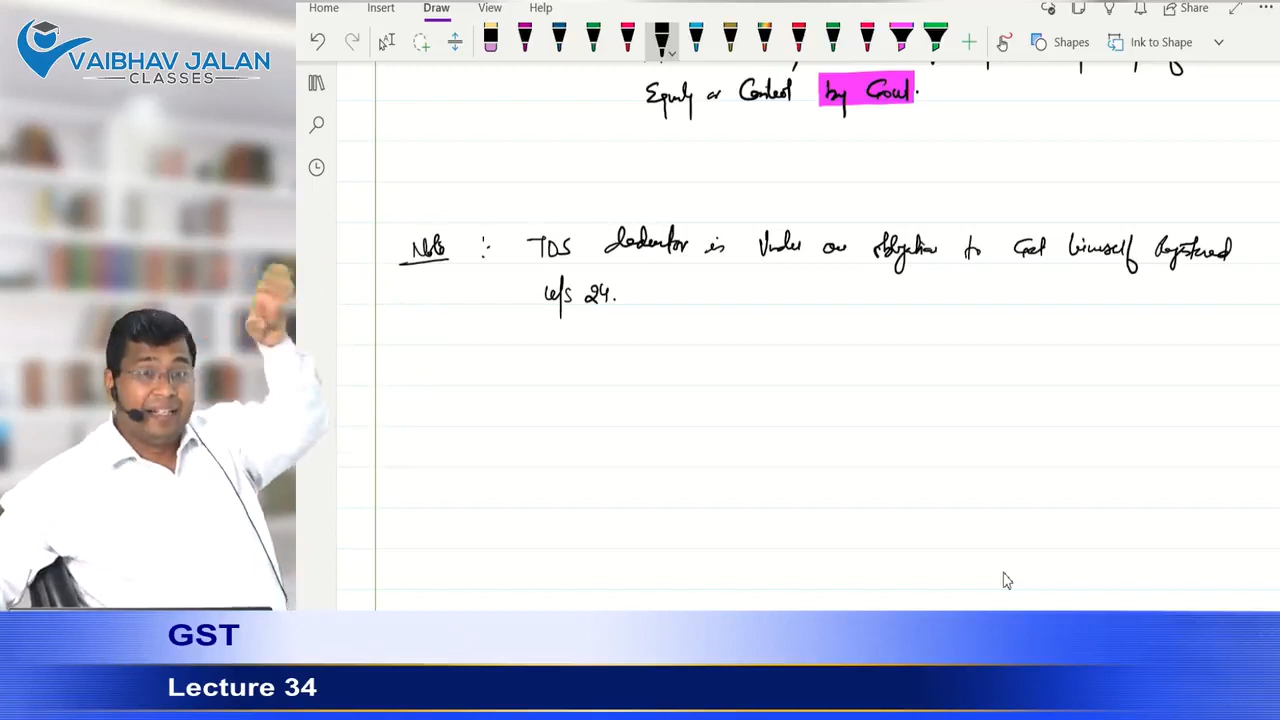 Home Insert Draw View Help Share
VAIBHAV JALAN
CLASSES
Shapes Ink to Shape
Equity or Control by Govt.
Note : TDS deductor is Under an obligation to Get himself Registered
u/s 24.
GST
Lecture 34